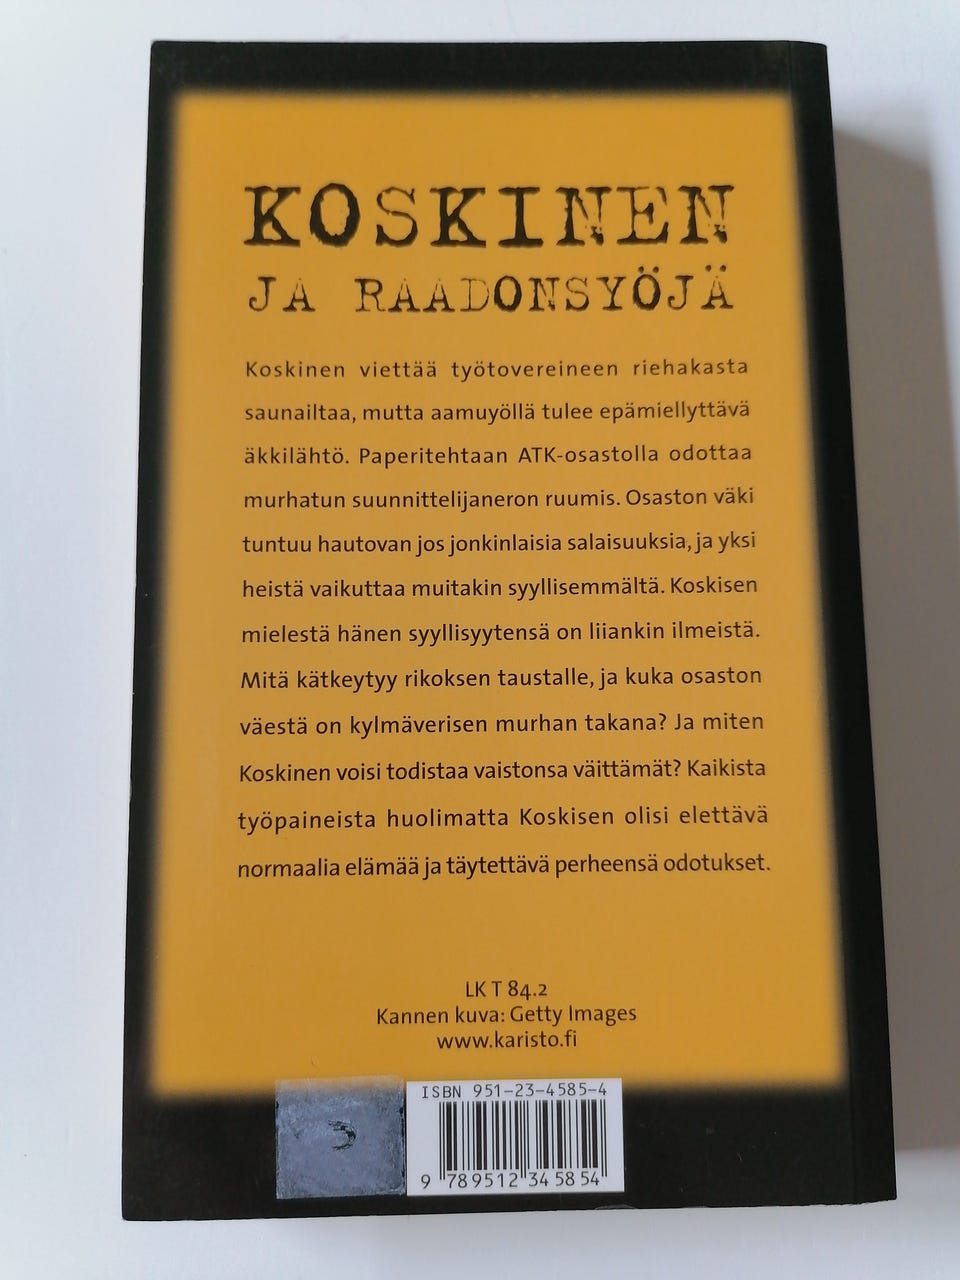 KOSKINEN
JA RAADONSYÖJÄ
Koskinen viettää työtovereineen riehakasta
saunailtaa, mutta aamuyöllä tulee epämiellyttävä
äkkilähtö. Paperitehtaan ATK-osastolla odottaa
murhatun suunnittelijaneron ruumis. Osaston väki
tuntuu hautovan jos jonkinlaisia salaisuuksia, ja yksi
heistä vaikuttaa muitakin syyllisemmältä. Koskisen
mielestä hänen syyllisyytensä on liiankin ilmeistä.
Mitä kätkeytyy rikoksen taustalle, ja kuka osaston
väestä on kylmäverisen murhan takana? Ja miten
Koskinen voisi todistaa vaistonsa väittämät? Kaikista
työpaineista huolimatta Koskisen olisi elettävä
normaalia elämää ja täytettävä perheensä odotukset.
LK T 84.2
Kannen kuva: Getty Images
www.karisto.fi
ISBN 951-23-4585-4
9 789512 345854